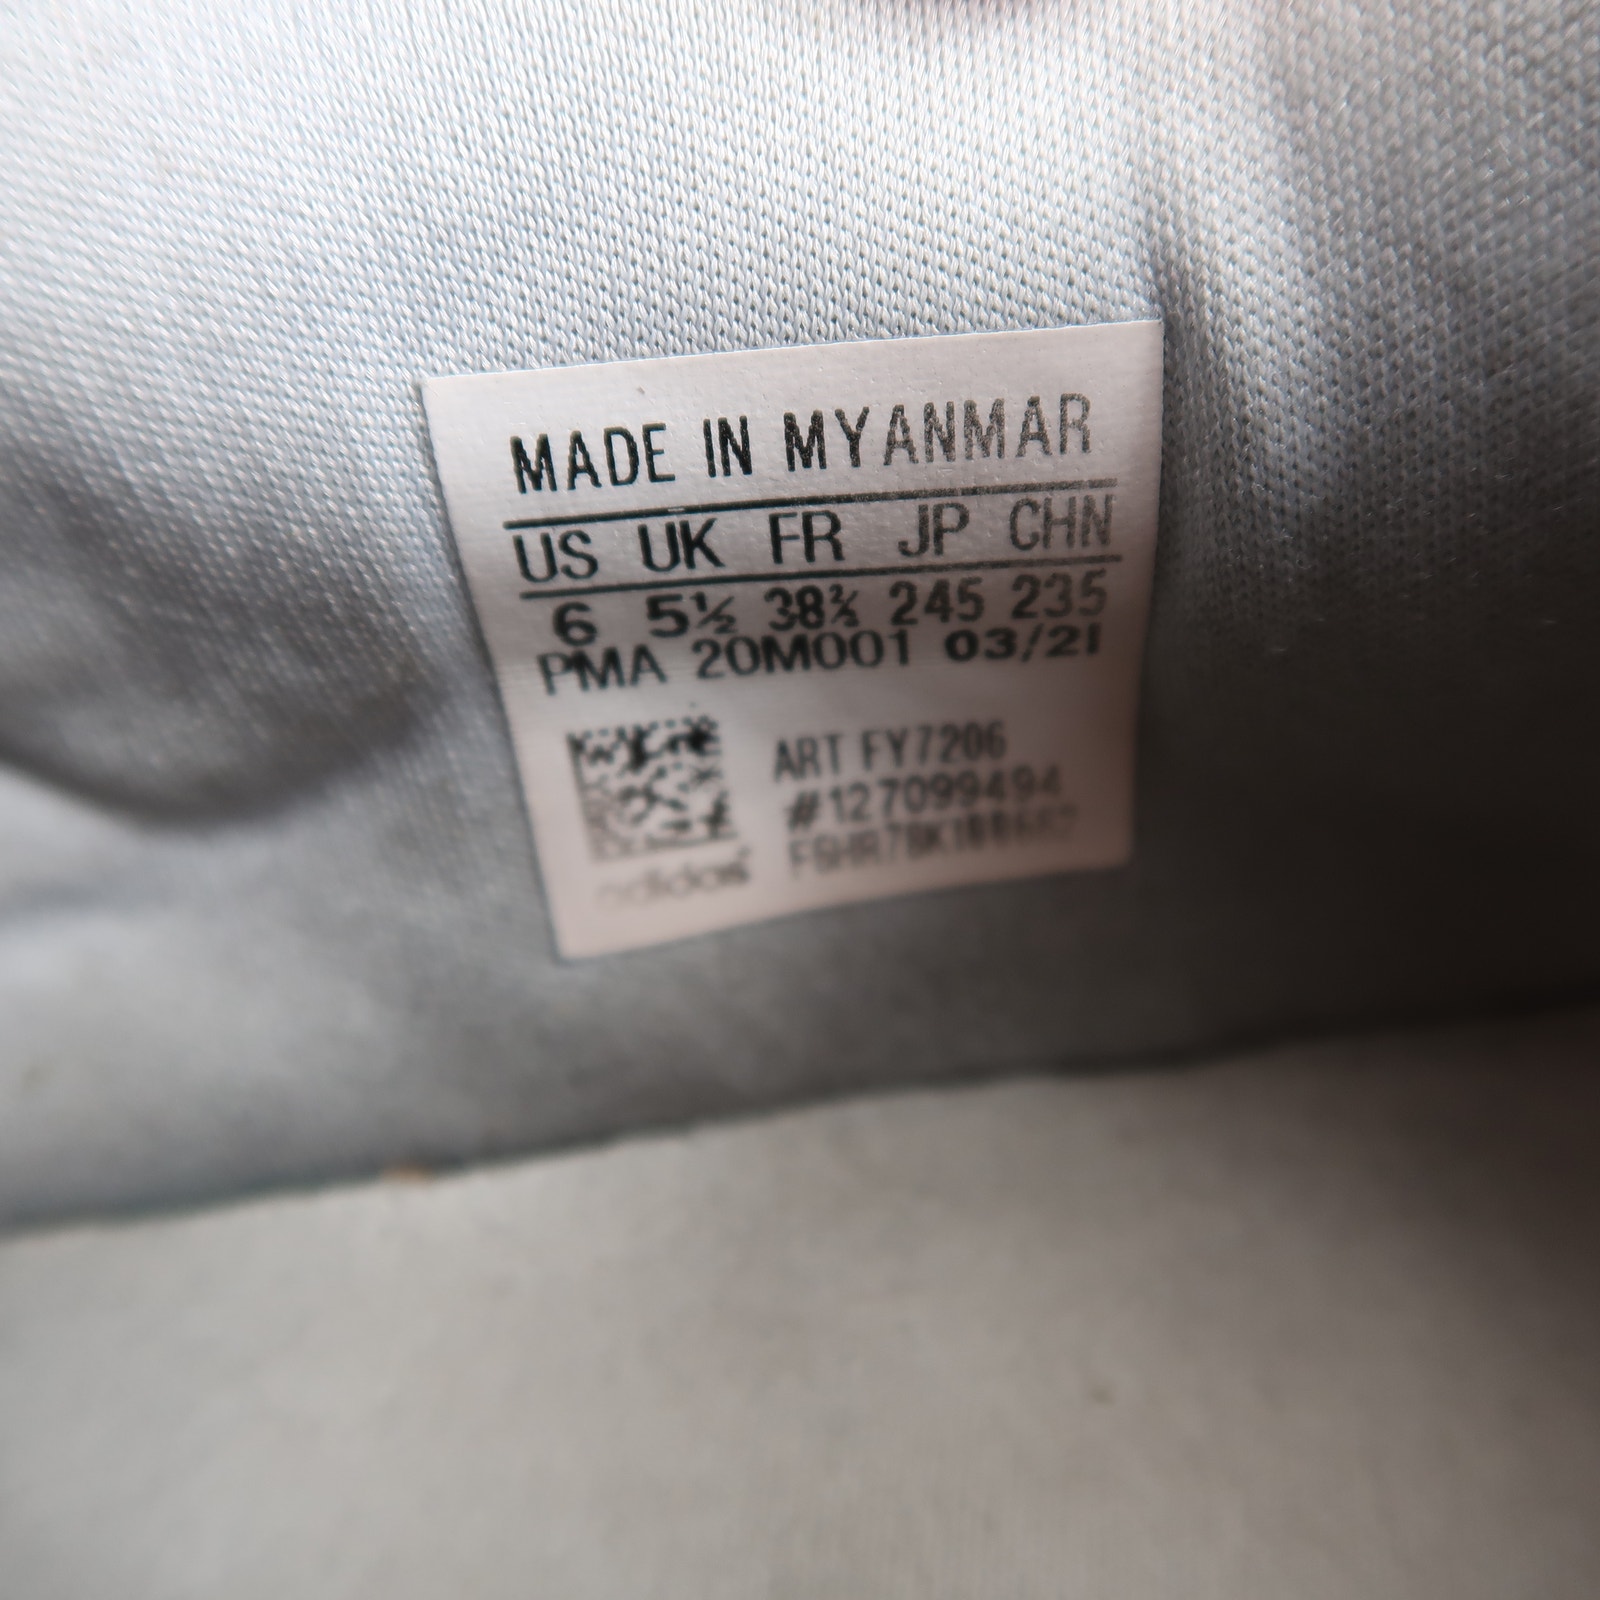 MADE IN MYANMAR
US UK FR JP CHN
6 5½ 38⅔ 245 235
PMA 20M001 03/21
ART FY7206
#127099494
adidas